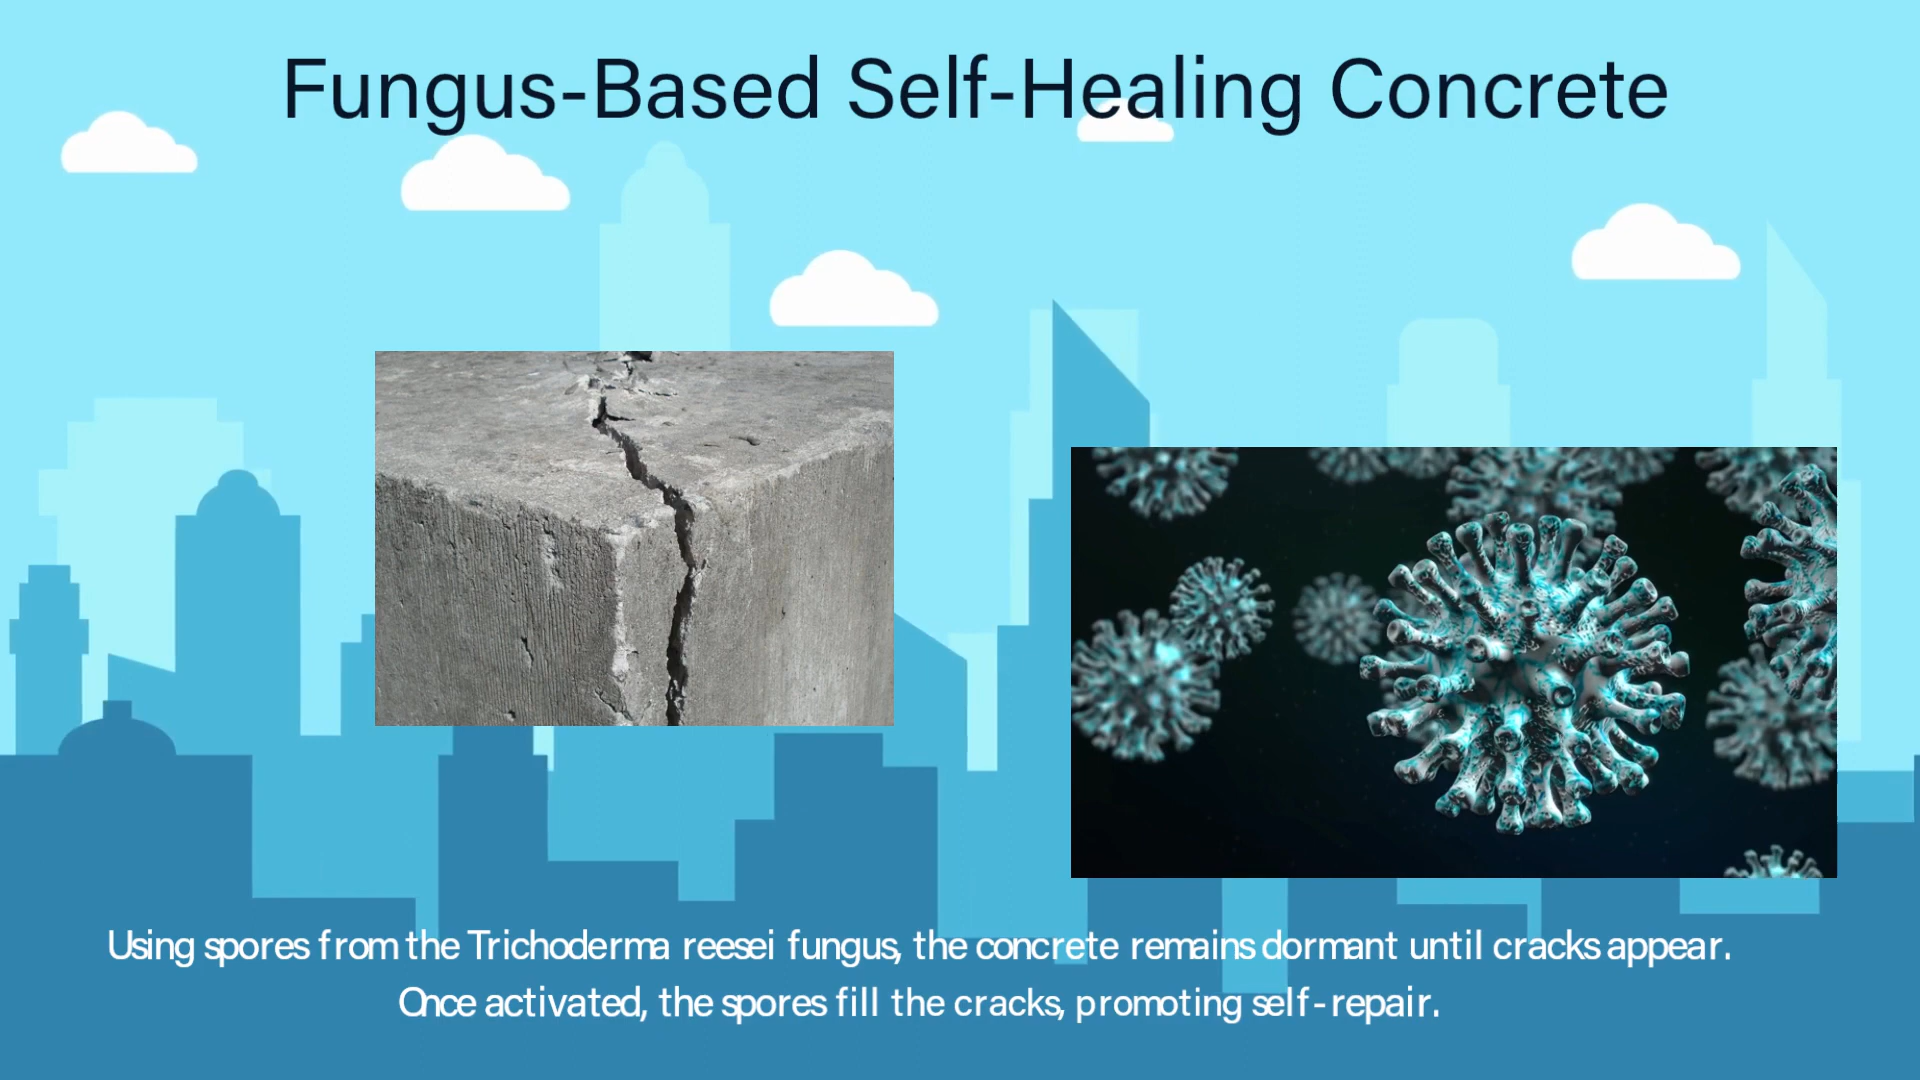 Fungus-Based Self-Healing Concrete
Using spores from the Trichoderma reesei fungus, the concrete remains dormant until cracks appear.
Once activated, the spores fill the cracks, promoting self-repair.